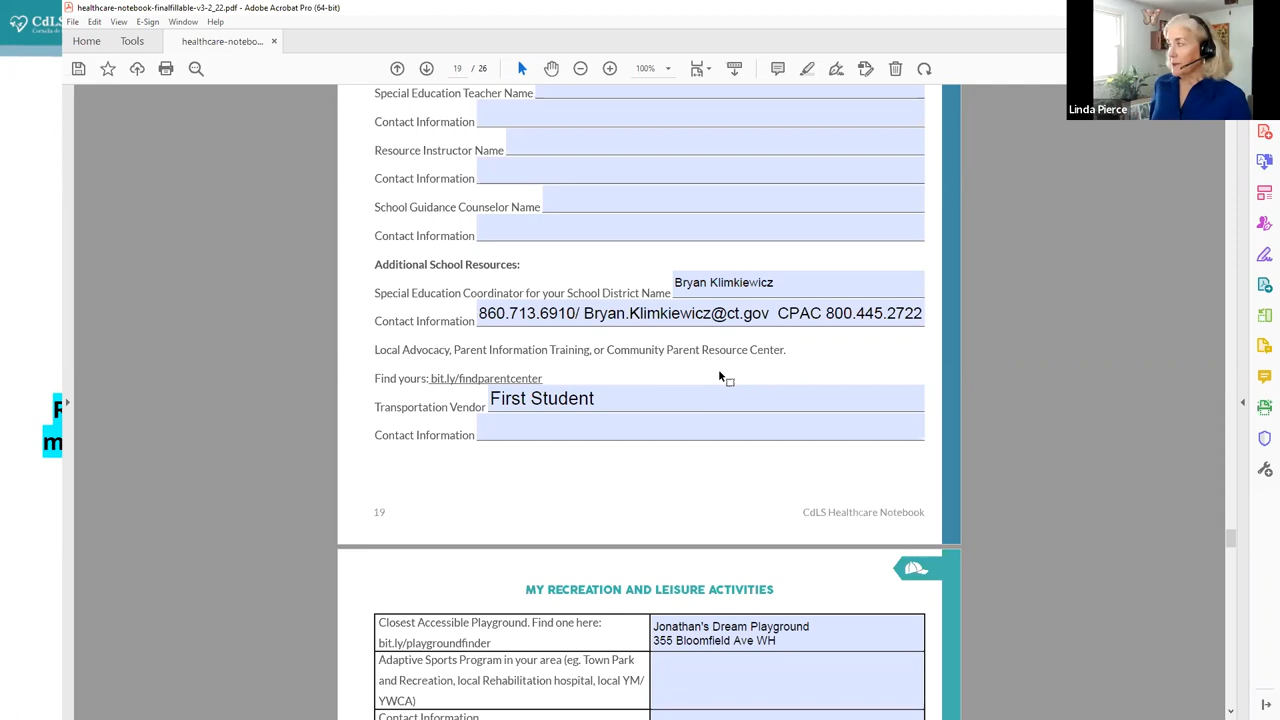 healthcare-notebook-finalfillable-v3-2_22.pdf - Adobe Acrobat Pro (64-bit)
CdLS
File Edit View E-Sign Window Help
Home Tools healthcare-notebo... ×
19 / 26 100%
Linda Pierce
Special Education Teacher Name
Contact Information
Resource Instructor Name
Contact Information
School Guidance Counselor Name
Contact Information
Additional School Resources:
Special Education Coordinator for your School District Name Bryan Klimkiewicz
Contact Information 860.713.6910/ Bryan.Klimkiewicz@ct.gov CPAC 800.445.2722
Local Advocacy, Parent Information Training, or Community Parent Resource Center.
Find yours: bit.ly/findparentcenter
Transportation Vendor First Student
Contact Information
19 CdLS Healthcare Notebook
MY RECREATION AND LEISURE ACTIVITIES
Closest Accessible Playground. Find one here:
bit.ly/playgroundfinder
Jonathan's Dream Playground
355 Bloomfield Ave WH
Adaptive Sports Program in your area (eg. Town Park
and Recreation, local Rehabilitation hospital, local YM/
YWCA)
Contact Information